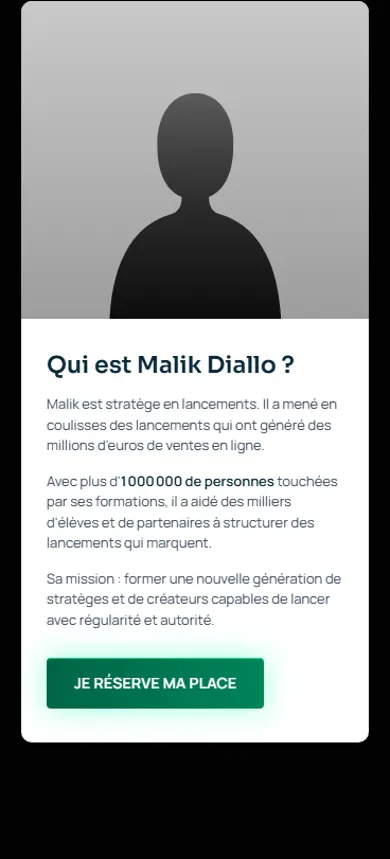 Qui est Malik Diallo ?
Malik est stratège en lancements. Il a mené en
coulisses des lancements qui ont généré des
millions d'euros de ventes en ligne.
Avec plus d'1 000 000 de personnes touchées
par ses formations, il a aidé des milliers
d'élèves et de partenaires à structurer des
lancements qui marquent.
Sa mission : former une nouvelle génération de
stratèges et de créateurs capables de lancer
avec régularité et autorité.
JE RÉSERVE MA PLACE